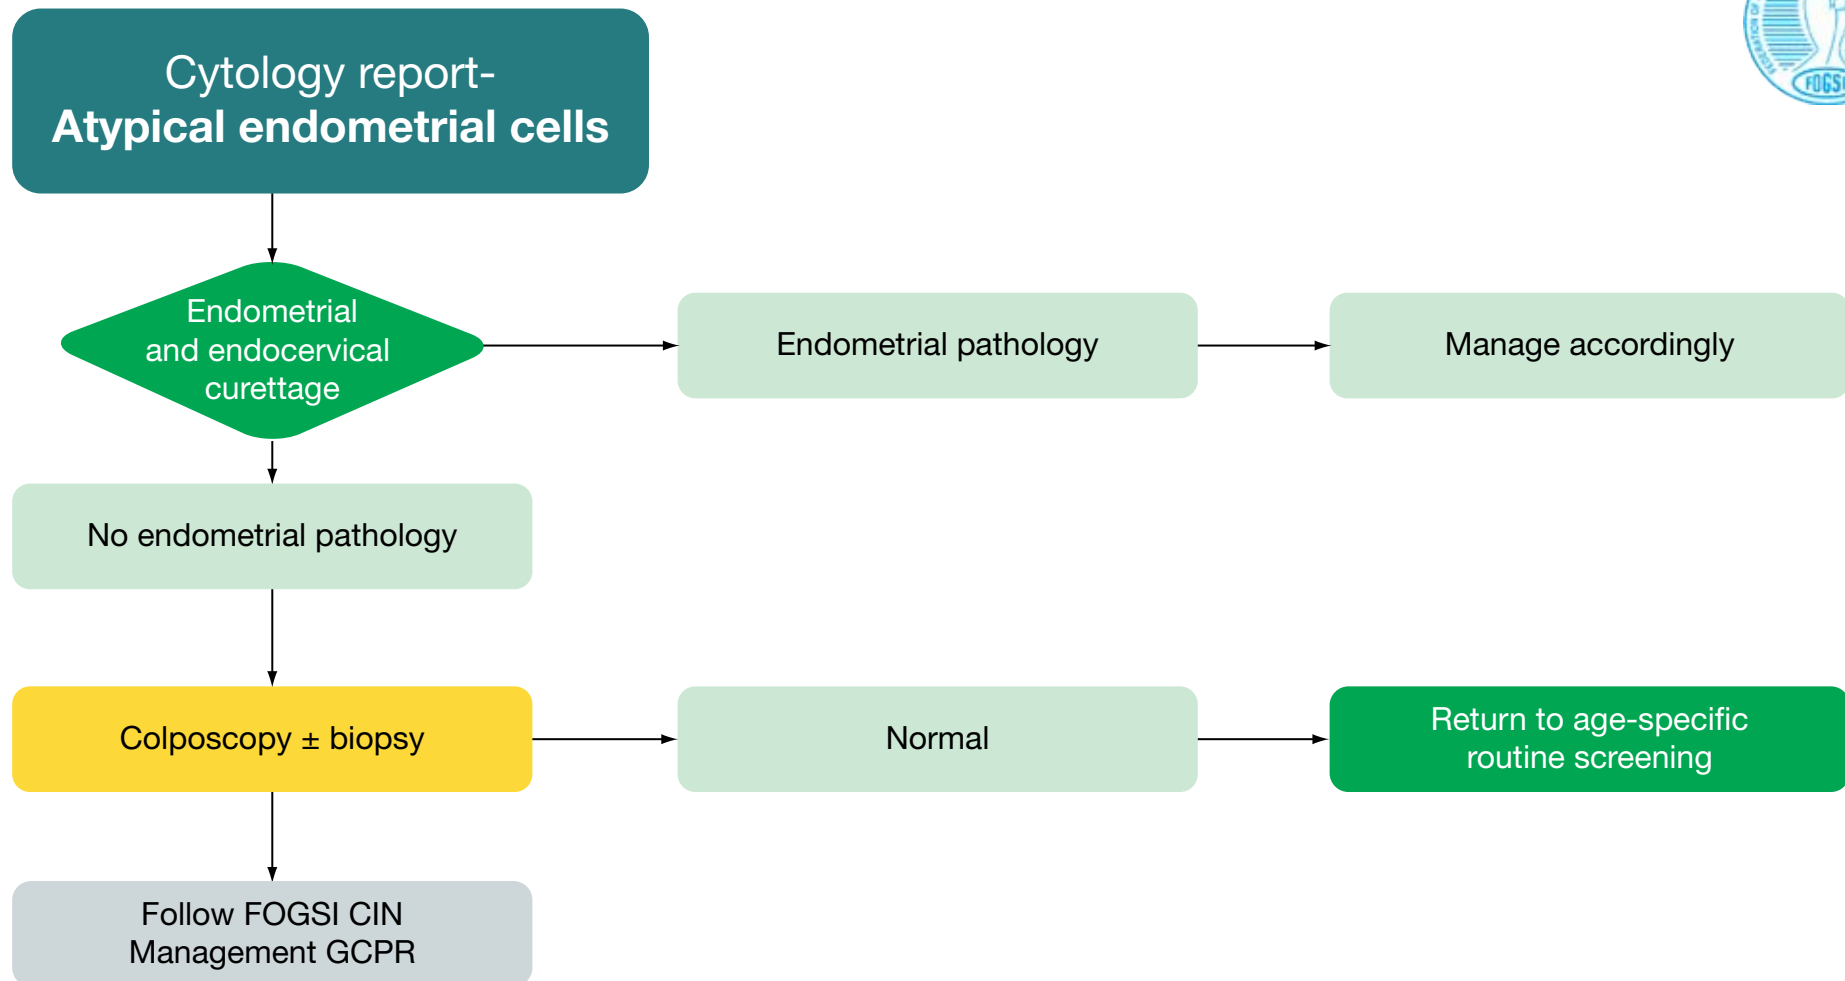 Cytology report-
Atypical endometrial cells
FOGSI
Endometrial
and endocervical
curettage
Endometrial pathology
Manage accordingly
No endometrial pathology
Colposcopy ± biopsy
Normal
Return to age-specific
routine screening
Follow FOGSI CIN
Management GCPR